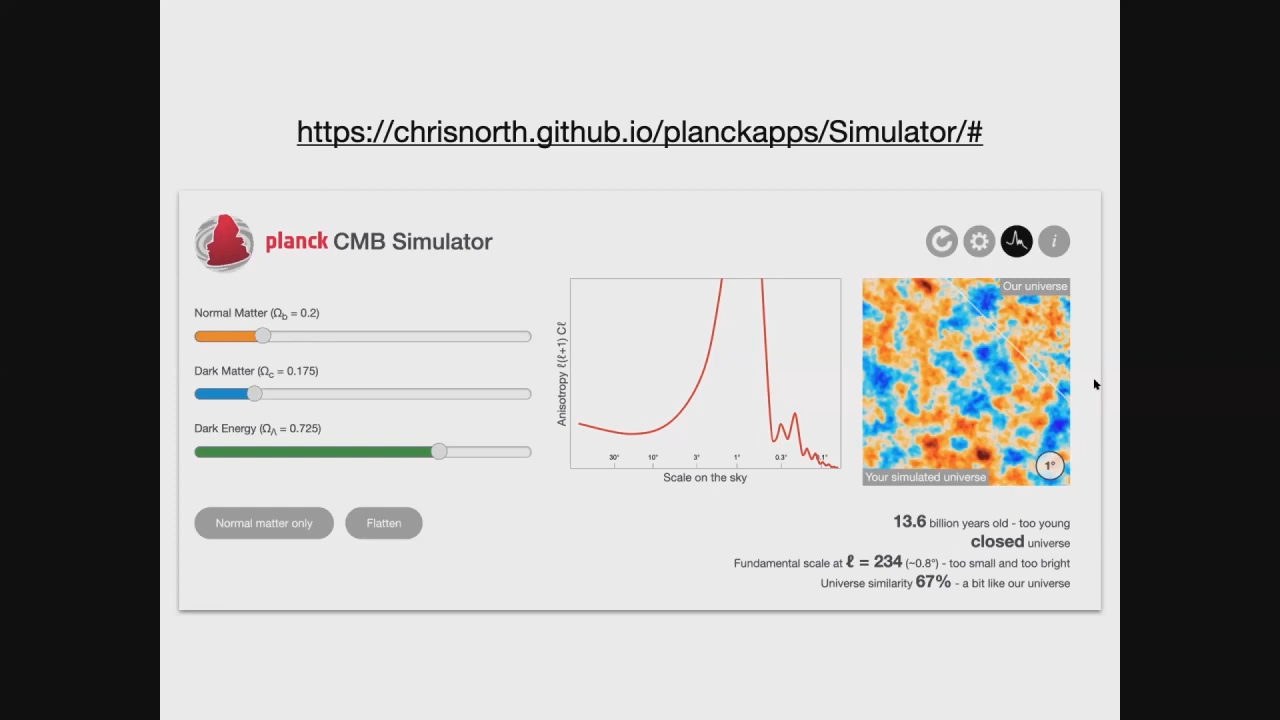 https://chrisnorth.github.io/planckapps/Simulator/#
planck CMB Simulator
i
Normal Matter (Ωb = 0.2)
Dark Matter (Ωc = 0.175)
Dark Energy (ΩΛ = 0.725)
Normal matter only
Flatten
Anisotropy ℓ(ℓ+1) Cℓ
30° 10° 3° 1° 0.3° 0.1°
Scale on the sky
Our universe
Your simulated universe
1°
13.6 billion years old - too young
closed universe
Fundamental scale at ℓ = 234 (~0.8°) - too small and too bright
Universe similarity 67% - a bit like our universe